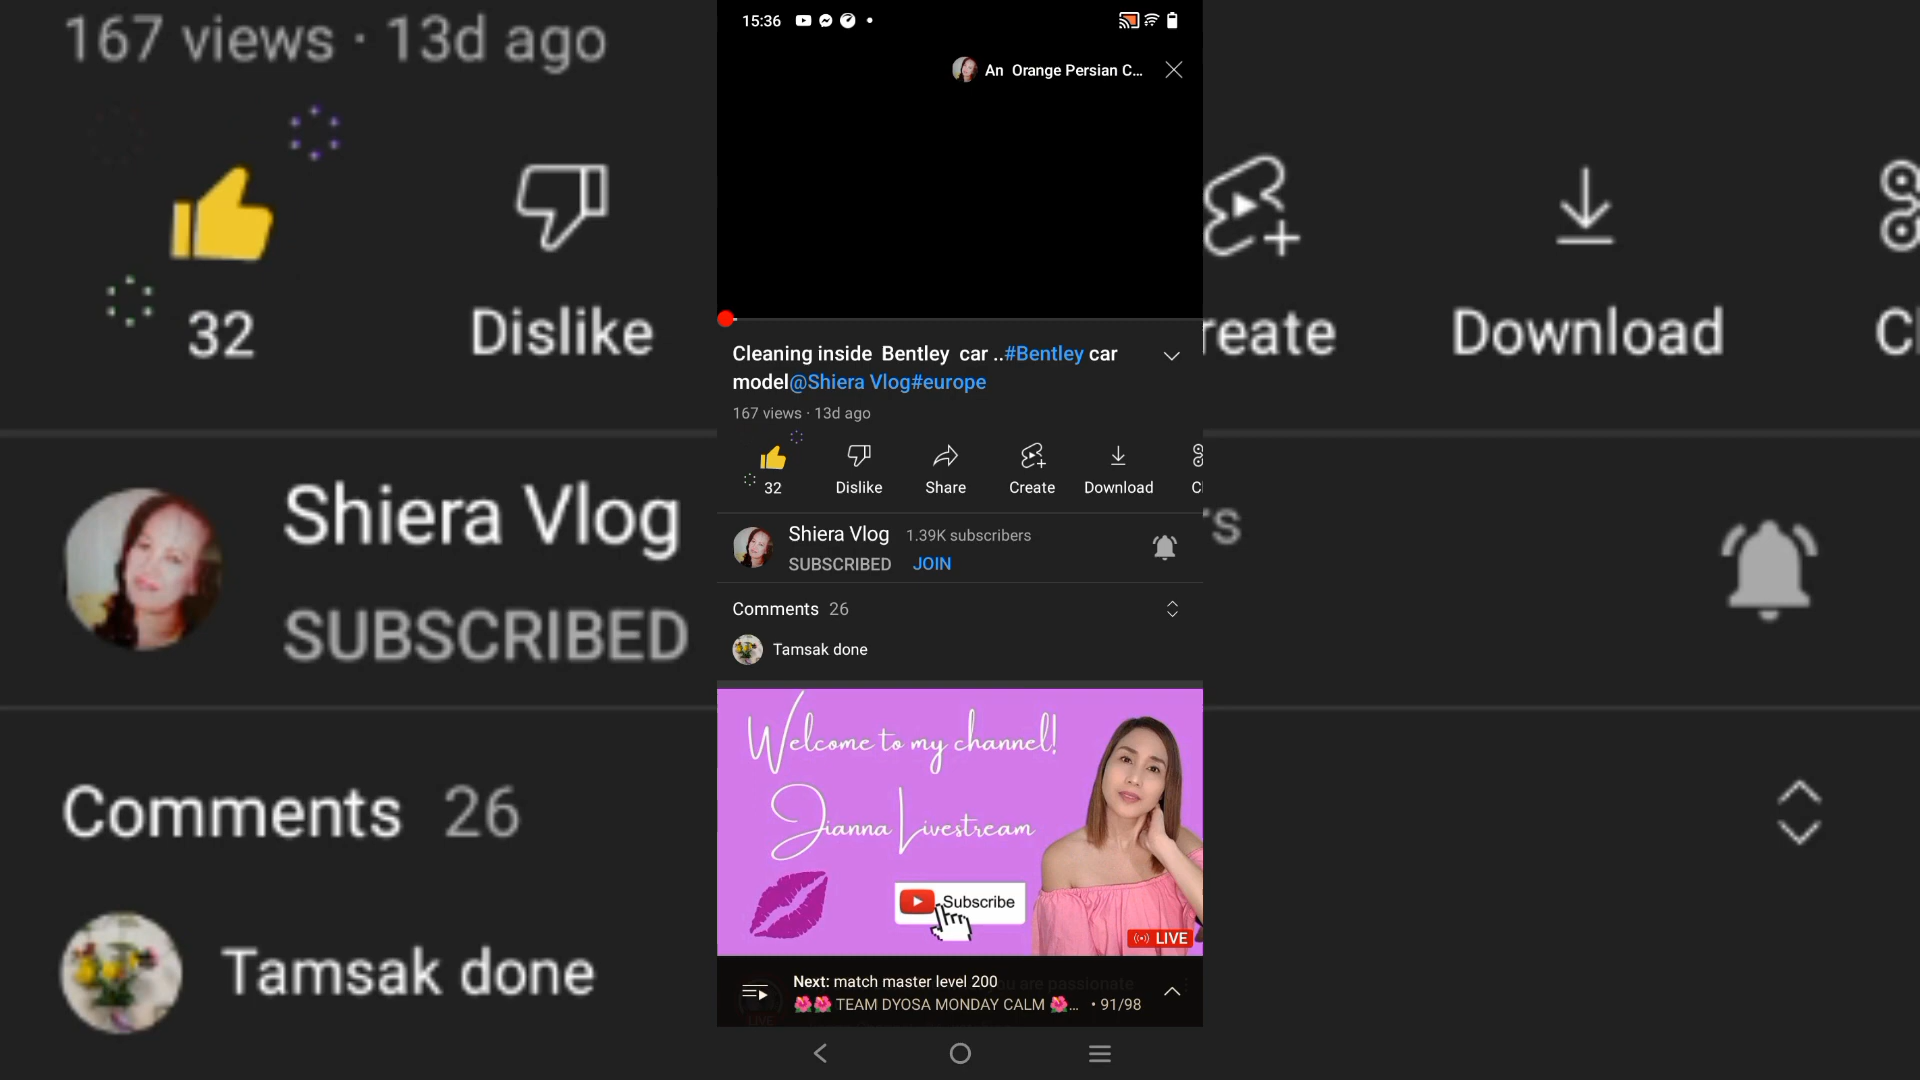 167 views · 13d ago
32
Dislike
reate
Download
Shiera Vlog
SUBSCRIBED
Comments 26
Tamsak done
15:36
An Orange Persian C...
Cleaning inside Bentley car ..#Bentley car
model@Shiera Vlog#europe
167 views · 13d ago
32
Dislike
Share
Create
Download
Cl
Shiera Vlog 1.39K subscribers
SUBSCRIBED JOIN
Comments 26
Tamsak done
Welcome to my channel!
Jianna Livestream
Subscribe
LIVE
Next: match master level 200
🌺🌺 TEAM DYOSA MONDAY CALM 🌺... • 91/98